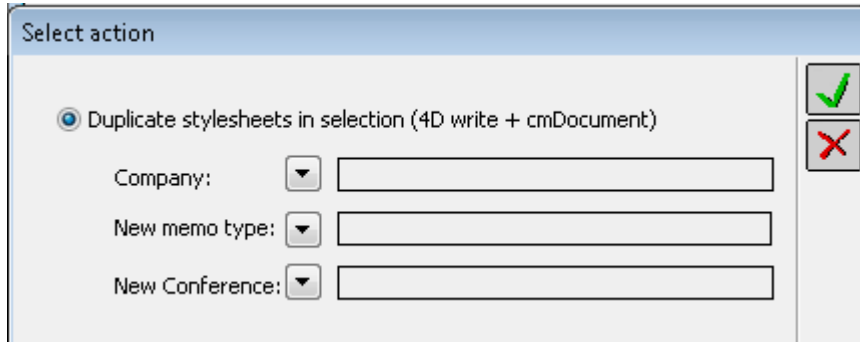 Select action
Duplicate stylesheets in selection (4D write + cmDocument)
Company:
New memo type:
New Conference: